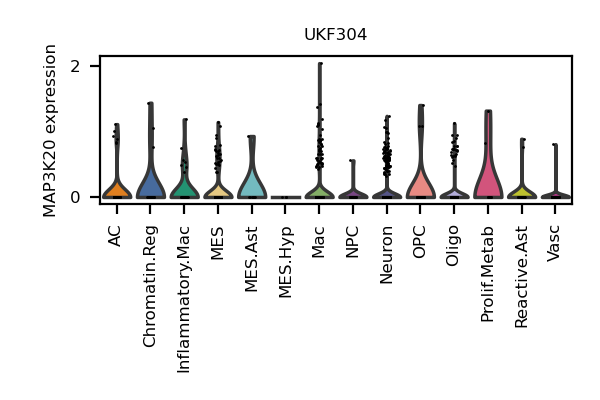 UKF304
MAP3K20 expression
2
0
AC
Chromatin.Reg
Inflammatory.Mac
MES
MES.Ast
MES.Hyp
Mac
NPC
Neuron
OPC
Oligo
Prolif.Metab
Reactive.Ast
Vasc